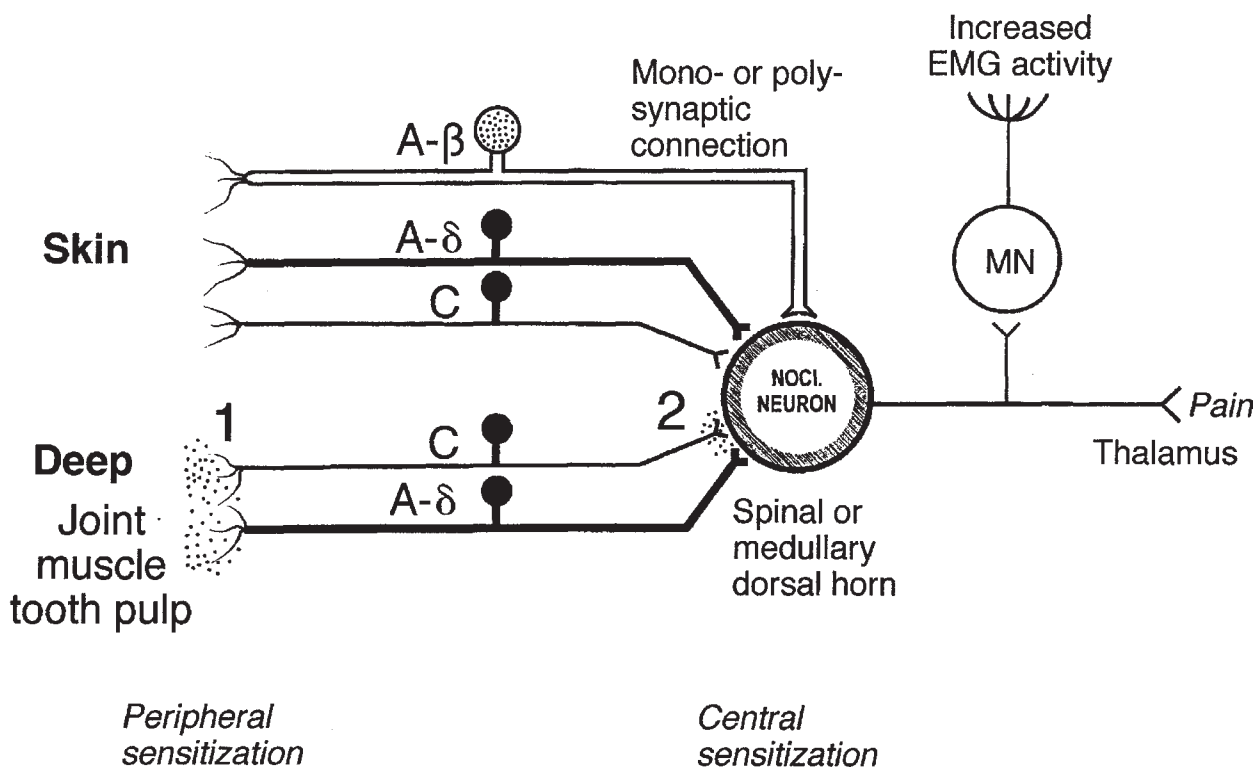 Increased
EMG activity
Mono- or poly-
synaptic
connection
A-β
Skin
A-δ
C
MN
NOCI.
NEURON
1
2
Pain
Thalamus
Deep
C
A-δ
Joint
muscle
tooth pulp
Spinal or
medullary
dorsal horn
Peripheral
sensitization
Central
sensitization